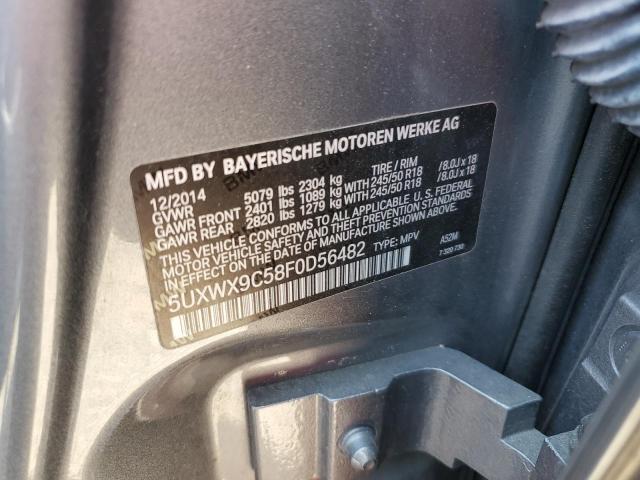 MFD BY BAYERISCHE MOTOREN WERKE AG
12/2014 TIRE / RIM
GVWR 5079 lbs 2304 kg
GAWR FRONT 2401 lbs 1089 kg WITH 245/50 R18 /8.0J x 18
GAWR REAR 2820 lbs 1279 kg WITH 245/50 R18 /8.0J x 18
THIS VEHICLE CONFORMS TO ALL APPLICABLE U.S. FEDERAL
MOTOR VEHICLE SAFETY AND THEFT PREVENTION STANDARDS
IN EFFECT ON THE DATE OF MANUFACTURE SHOWN ABOVE.
5UXWX9C58F0D56482 TYPE: MPV A52M
7 320 730